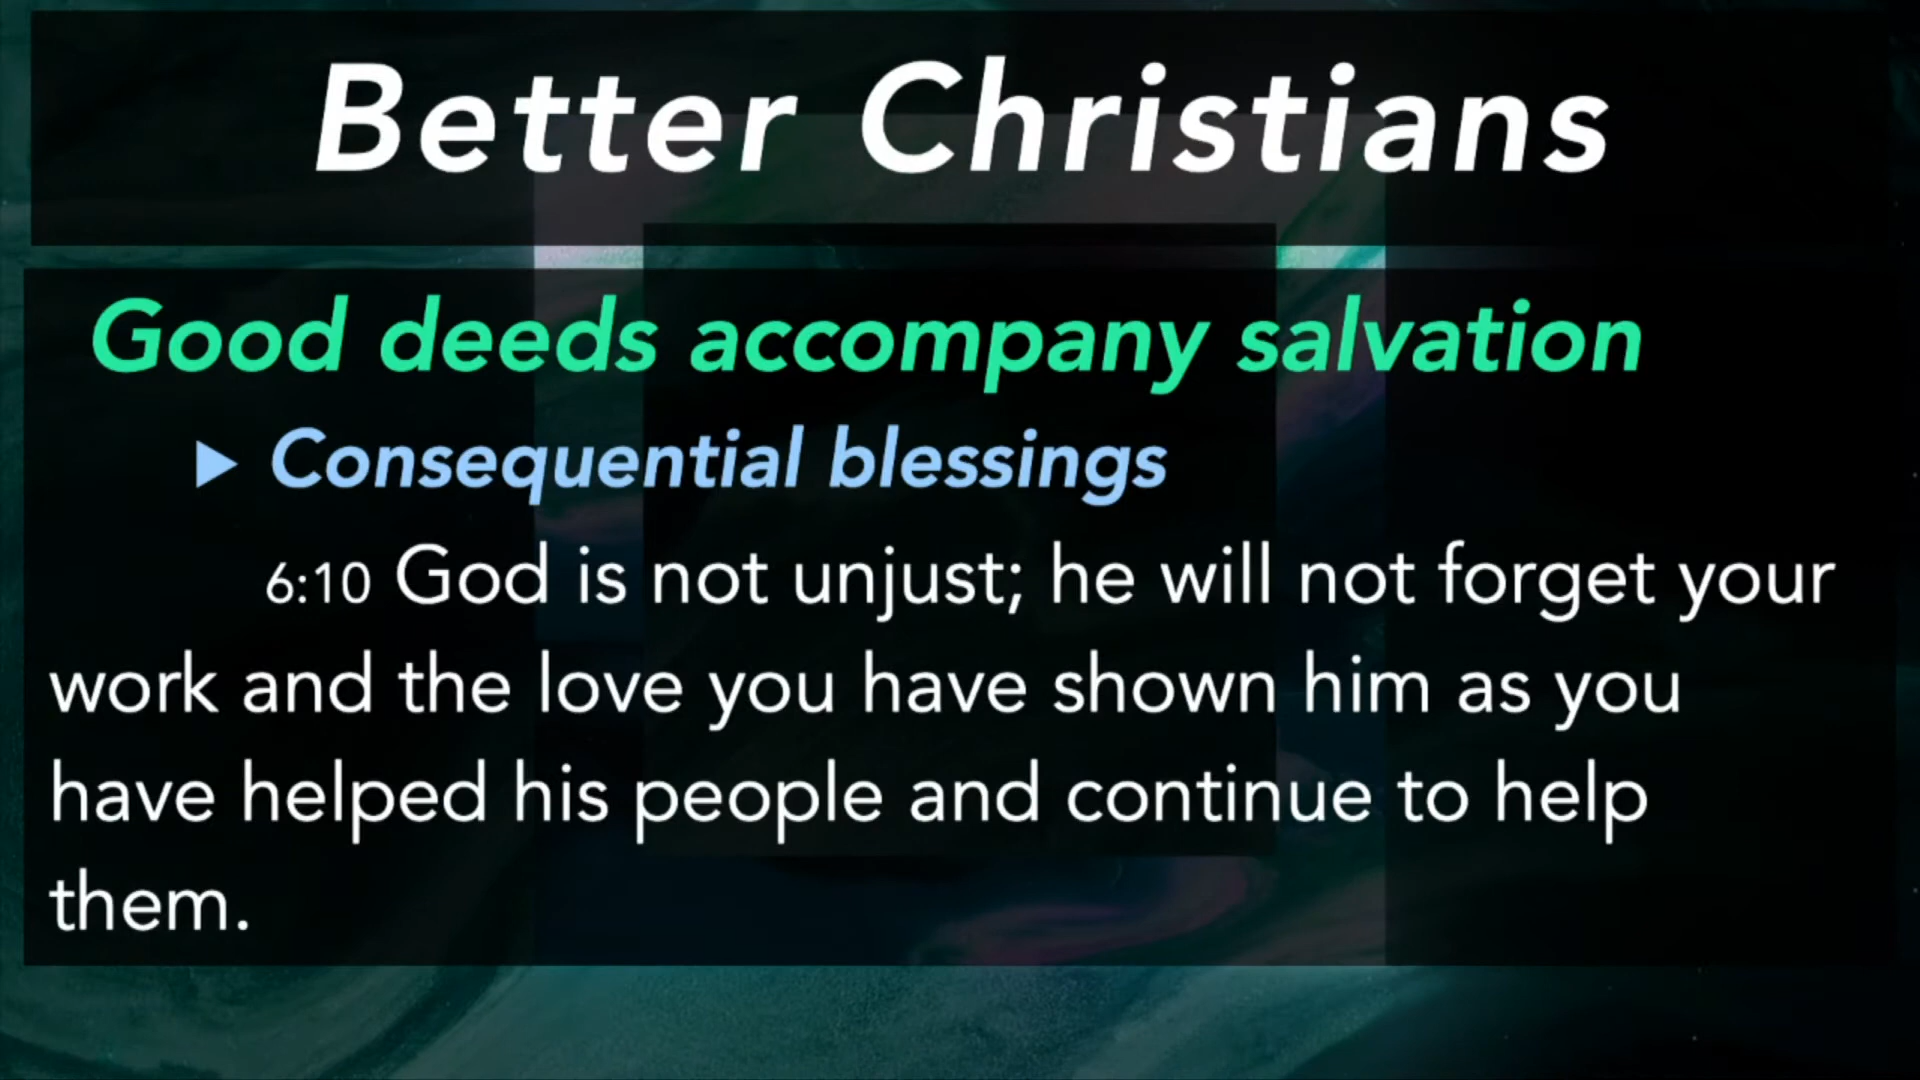 Better Christians
Good deeds accompany salvation
▶ Consequential blessings
6:10 God is not unjust; he will not forget your
work and the love you have shown him as you
have helped his people and continue to help
them.